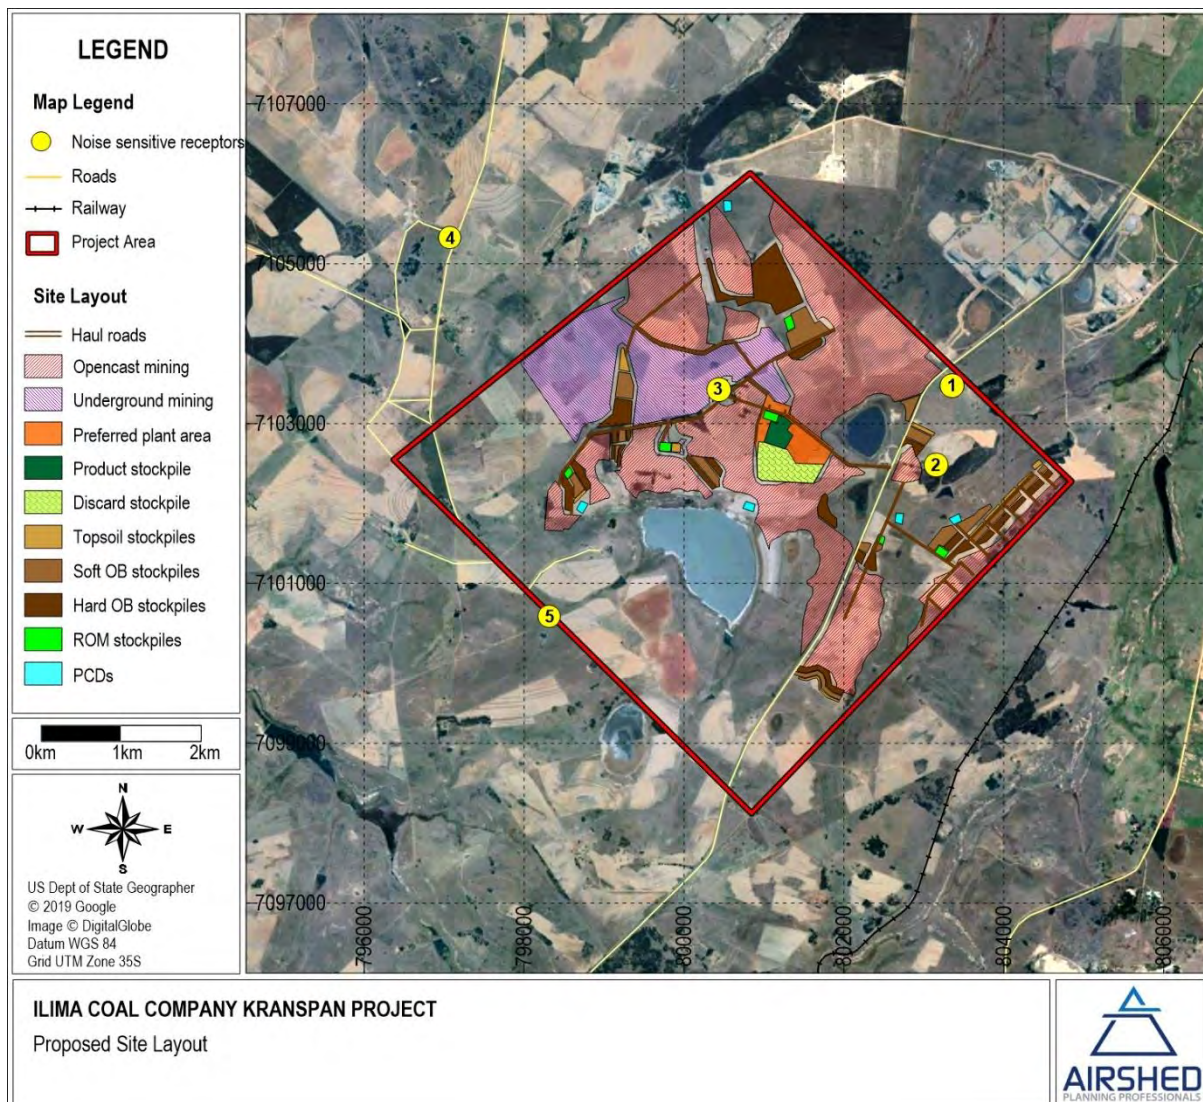 LEGEND
Map Legend
Noise sensitive receptors
Roads
Railway
Project Area
Site Layout
Haul roads
Opencast mining
Underground mining
Preferred plant area
Product stockpile
Discard stockpile
Topsoil stockpiles
Soft OB stockpiles
Hard OB stockpiles
ROM stockpiles
PCDs
0km 1km 2km
N
W E
S
US Dept of State Geographer
© 2019 Google
Image © DigitalGlobe
Datum WGS 84
Grid UTM Zone 35S
7107000
4
7105000
3
1
7103000
2
7101000
5
7099000
7097000
796000
798000
800000
802000
804000
806000
ILIMA COAL COMPANY KRANSPAN PROJECT
Proposed Site Layout
AIRSHED
PLANNING PROFESSIONALS